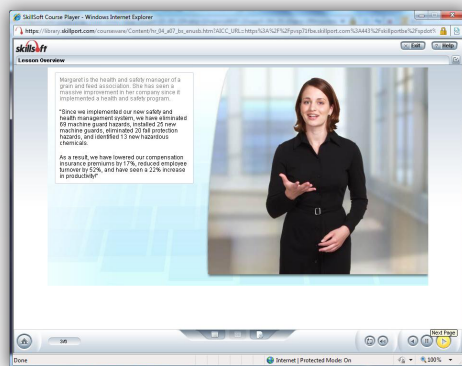 SkillSoft Course Player - Windows Internet Explorer
https://library.skillport.com/courseware/Content/
skillsoft
Exit
Help
Lesson Overview
Margaret is the health and safety manager of a
grain and feed association. She has seen a
massive improvement in her company since it
implemented a health and safety program.
"Since we implemented our new safety and
health management system, we have eliminated
69 machine guard hazards, installed 25 new
machine guards, eliminated 20 fall protection
hazards, and identified 13 new hazardous
chemicals.
As a result, we have lowered our compensation
insurance premiums by 17%, reduced employee
turnover by 52%, and have seen a 22% increase
in productivity!"
Next Page
Done
Internet | Protected Mode: On
100%